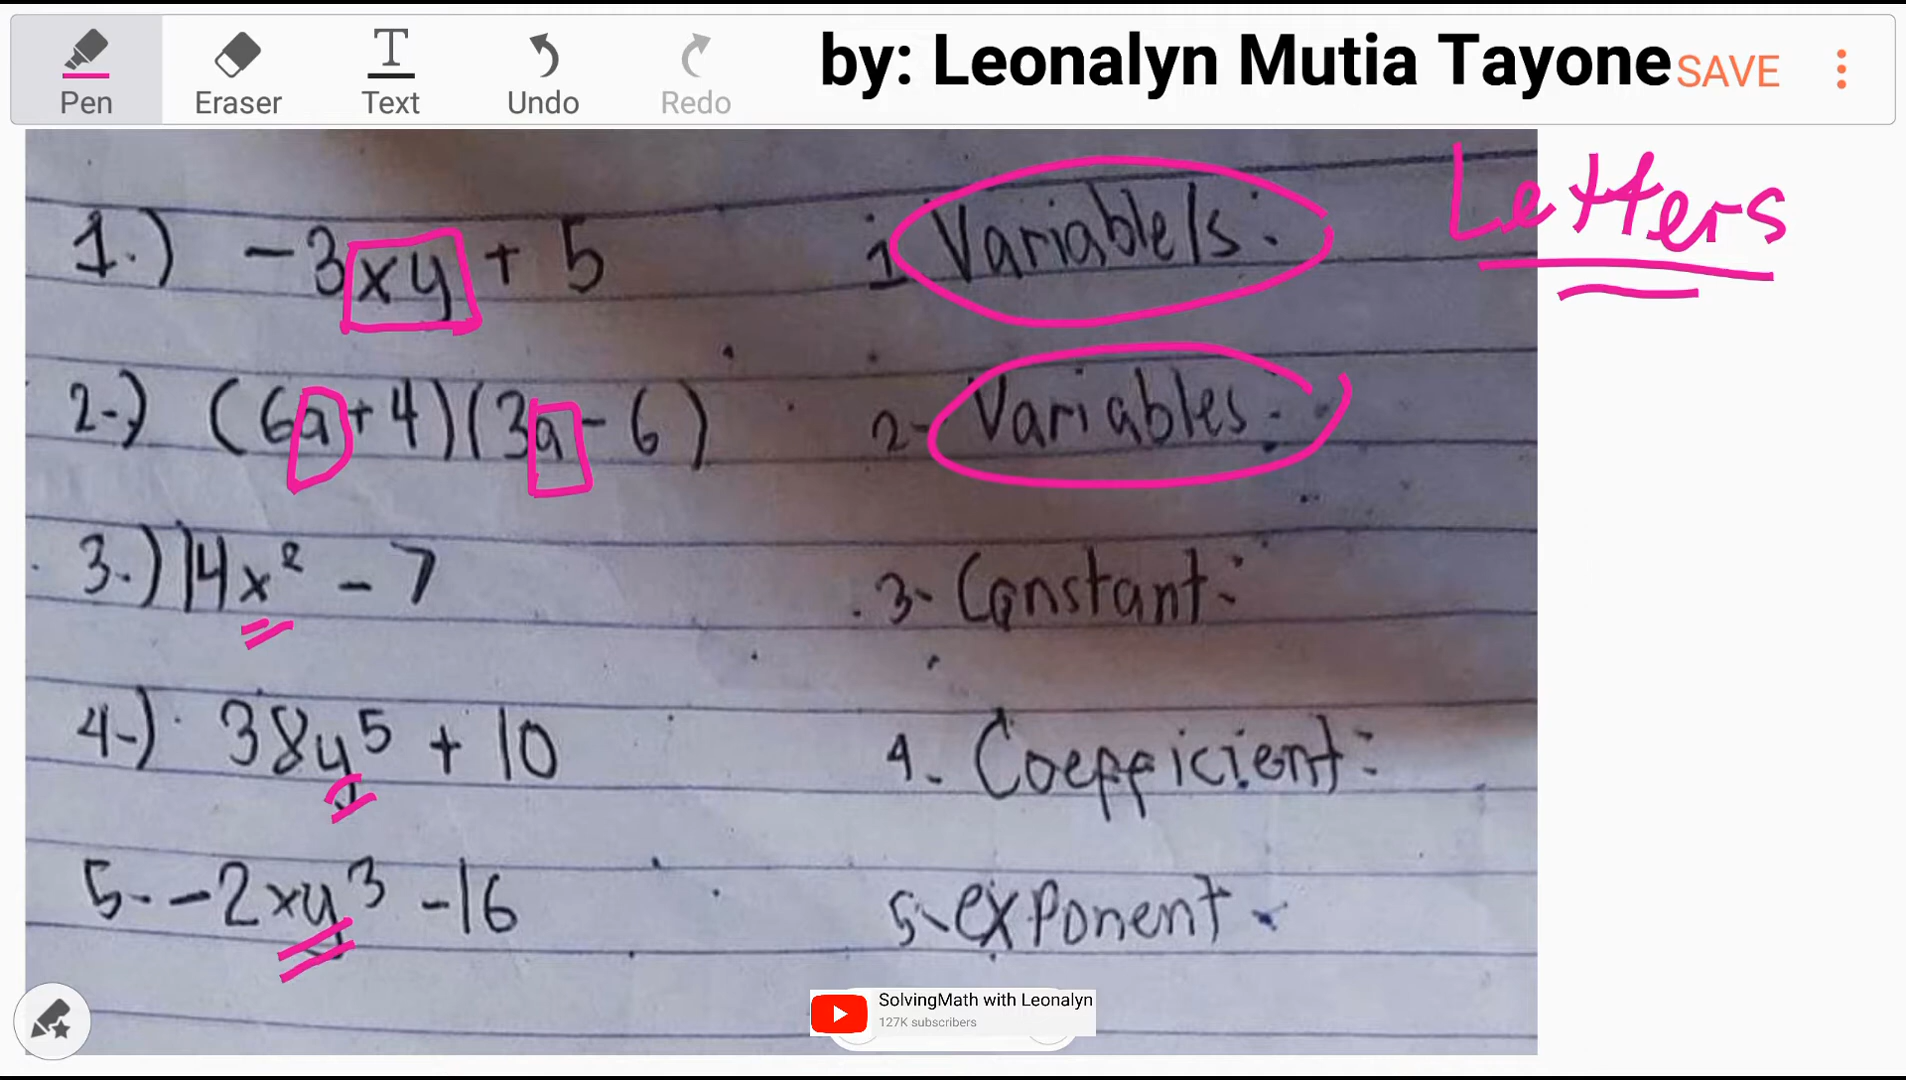 by: Leonalyn Mutia Tayone
Pen Eraser Text Undo Redo SAVE
Letters
1.) -3xy + 5 1 Variable/s:
2.) (6a+4)(3a-6) 2- Variables:
3.) 14x² - 7 3- Constant:
4.) 38y⁵ + 10 4. Coefficient:
5. -2xy³ -16 5. exponent -
SolvingMath with Leonalyn
127K subscribers